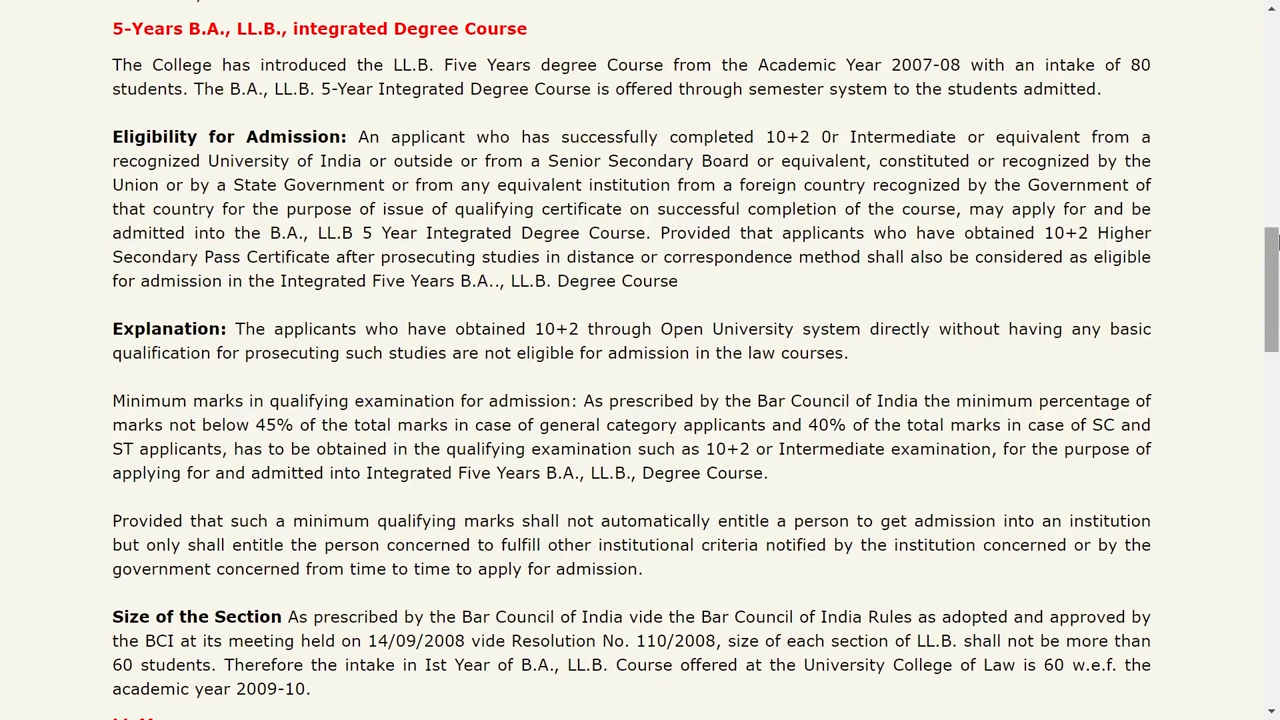 5-Years B.A., LL.B., integrated Degree Course
The College has introduced the LL.B. Five Years degree Course from the Academic Year 2007-08 with an intake of 80
students. The B.A., LL.B. 5-Year Integrated Degree Course is offered through semester system to the students admitted.
Eligibility for Admission: An applicant who has successfully completed 10+2 0r Intermediate or equivalent from a
recognized University of India or outside or from a Senior Secondary Board or equivalent, constituted or recognized by the
Union or by a State Government or from any equivalent institution from a foreign country recognized by the Government of
that country for the purpose of issue of qualifying certificate on successful completion of the course, may apply for and be
admitted into the B.A., LL.B 5 Year Integrated Degree Course. Provided that applicants who have obtained 10+2 Higher
Secondary Pass Certificate after prosecuting studies in distance or correspondence method shall also be considered as eligible
for admission in the Integrated Five Years B.A.., LL.B. Degree Course
Explanation: The applicants who have obtained 10+2 through Open University system directly without having any basic
qualification for prosecuting such studies are not eligible for admission in the law courses.
Minimum marks in qualifying examination for admission: As prescribed by the Bar Council of India the minimum percentage of
marks not below 45% of the total marks in case of general category applicants and 40% of the total marks in case of SC and
ST applicants, has to be obtained in the qualifying examination such as 10+2 or Intermediate examination, for the purpose of
applying for and admitted into Integrated Five Years B.A., LL.B., Degree Course.
Provided that such a minimum qualifying marks shall not automatically entitle a person to get admission into an institution
but only shall entitle the person concerned to fulfill other institutional criteria notified by the institution concerned or by the
government concerned from time to time to apply for admission.
Size of the Section As prescribed by the Bar Council of India vide the Bar Council of India Rules as adopted and approved by
the BCI at its meeting held on 14/09/2008 vide Resolution No. 110/2008, size of each section of LL.B. shall not be more than
60 students. Therefore the intake in Ist Year of B.A., LL.B. Course offered at the University College of Law is 60 w.e.f. the
academic year 2009-10.